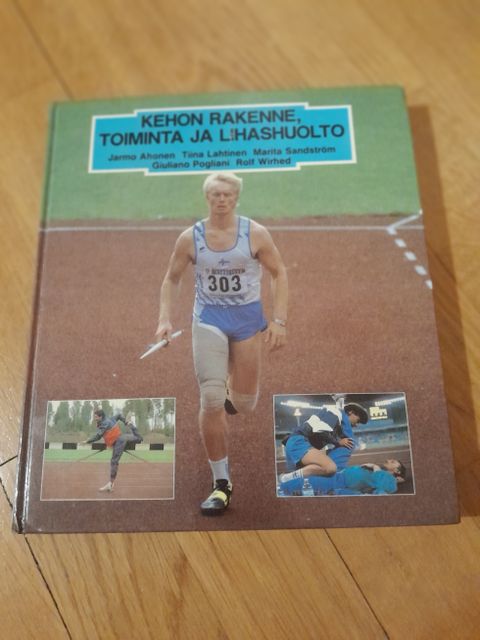 KEHON RAKENNE,
TOIMINTA JA LIHASHUOLTO
Jarmo Ahonen Tiina Lahtinen Marita Sandström
Giuliano Pogliani Rolf Wirhed
303